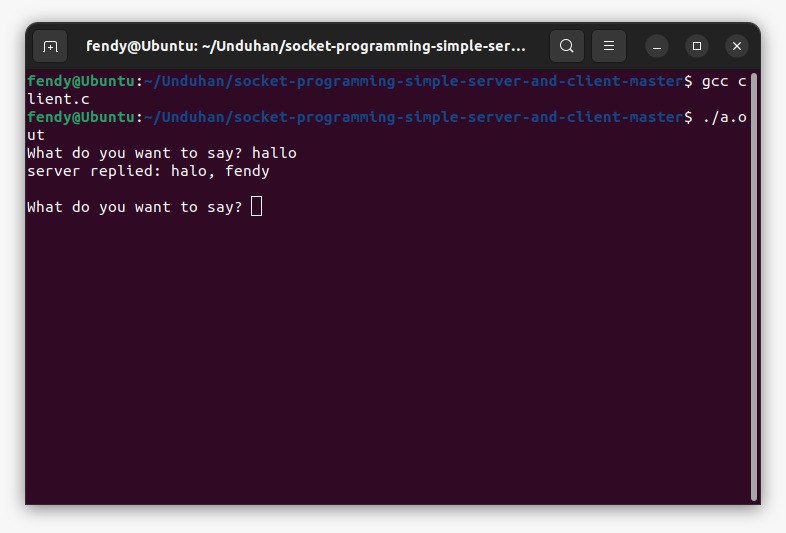 fendy@Ubuntu: ~/Unduhan/socket-programming-simple-ser...
fendy@Ubuntu:~/Unduhan/socket-programming-simple-server-and-client-master$ gcc c
lient.c
fendy@Ubuntu:~/Unduhan/socket-programming-simple-server-and-client-master$ ./a.o
ut
What do you want to say? hallo
server replied: halo, fendy
What do you want to say?